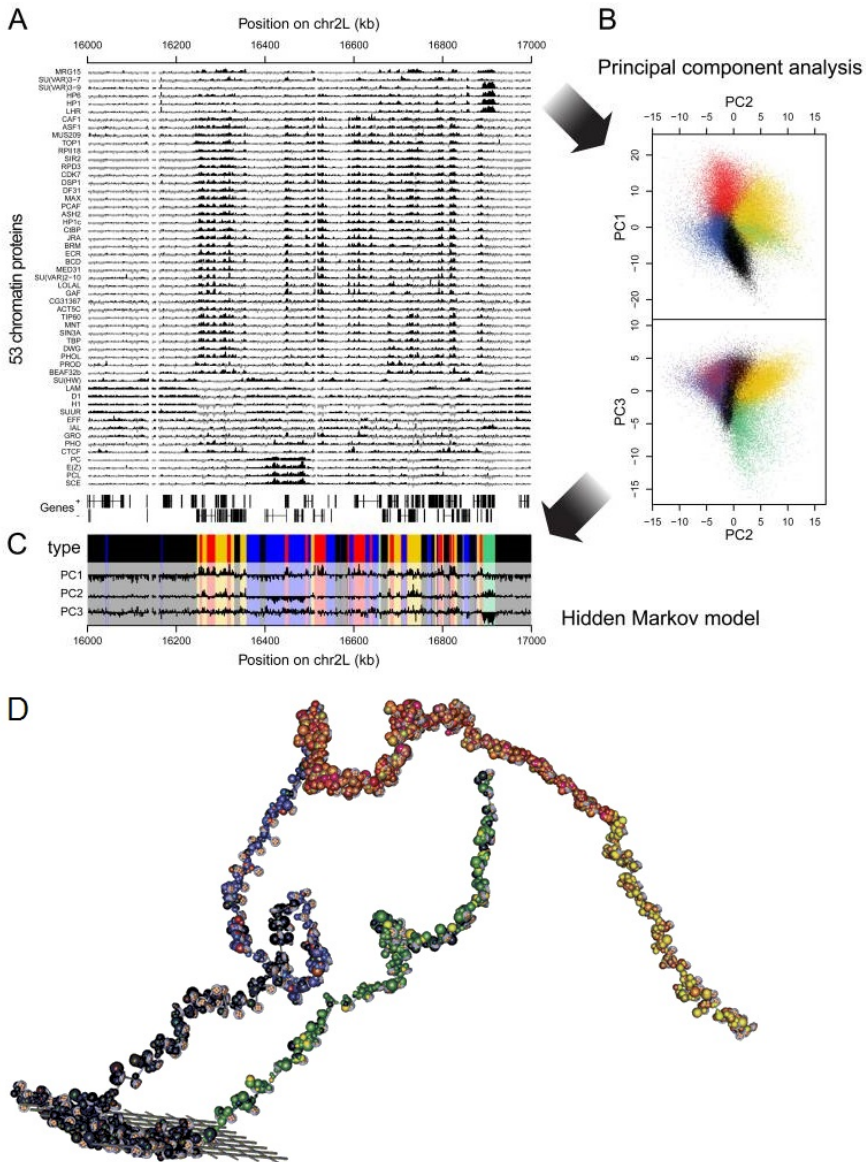 A
Position on chr2L (kb)
16000 16200 16400 16600 16800 17000
53 chromatin proteins
MRG15
SU(VAR)3-7
SU(VAR)3-9
HP6
HP1
LHR
CAF1
ASF1
MUS209
TOP1
RPII18
SIR2
RPD3
CDK7
DSP1
DF31
MAX
PCAF
ASH2
HP1c
CtBP
JRA
BRM
ECR
BCD
MED31
SU(VAR)2-10
LOLAL
GAF
CG31367
ACT5C
TIP60
MNT
SIN3A
TBP
DWG
PHOL
PROD
BEAF32b
SU(HW)
LAM
D1
H1
SUUR
EFF
IAL
GRO
PHO
CTCF
PC
E(Z)
PCL
SCE
Genes + -
B
Principal component analysis
PC2
-15 -10 -5 0 5 10 15
PC1
20
10
0
-10
-20
PC3
5
0
-5
-10
-15
-15 -10 -5 0 5 10 15
PC2
C
type
PC1
PC2
PC3
16000 16200 16400 16600 16800 17000
Position on chr2L (kb)
Hidden Markov model
D